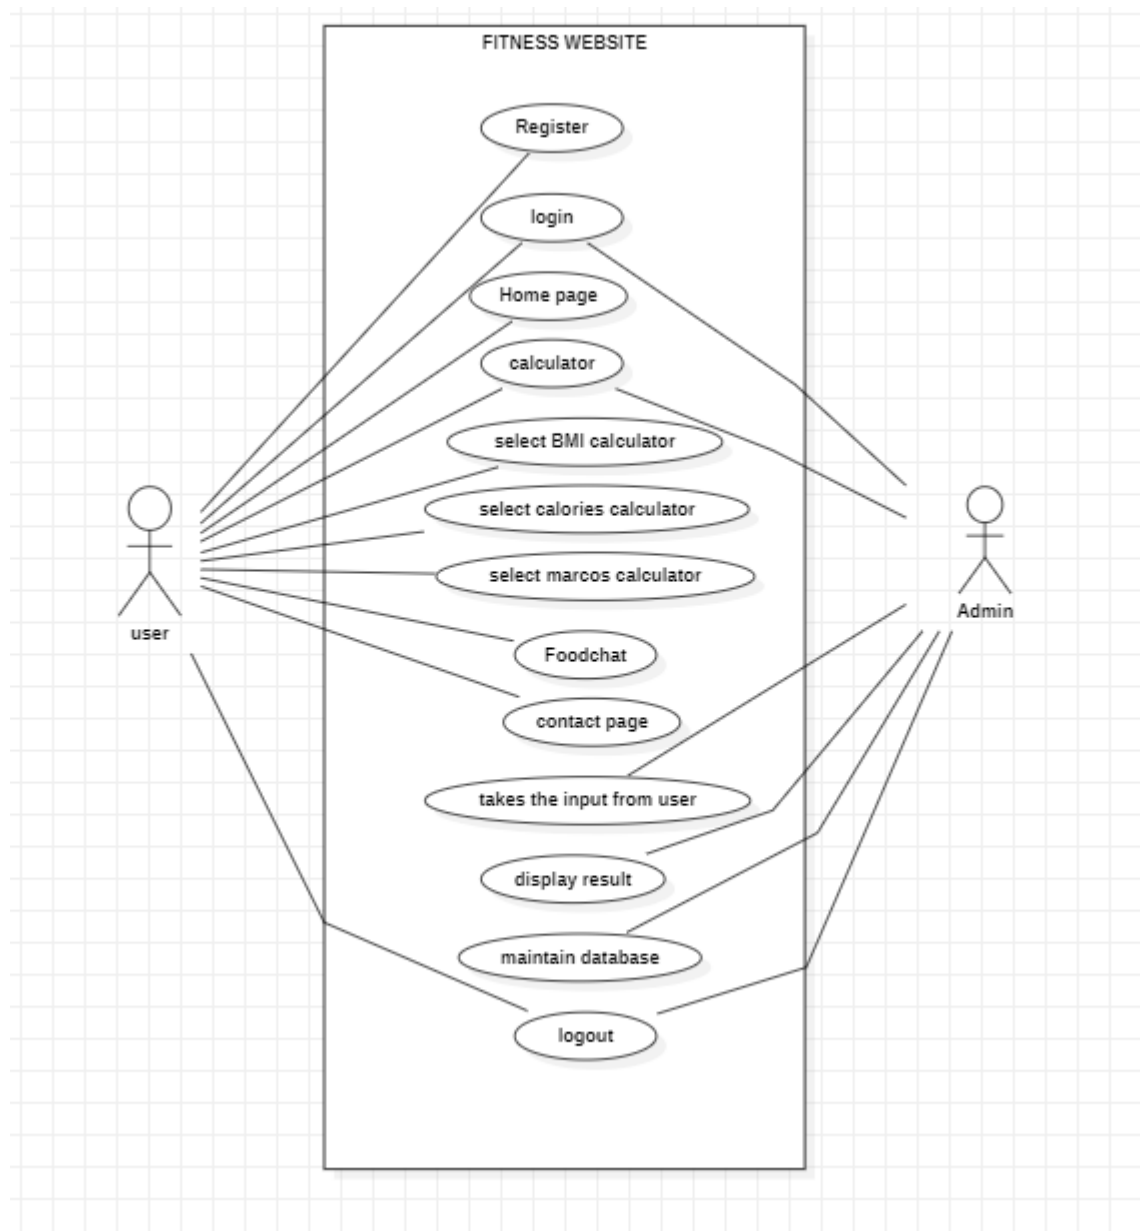 FITNESS WEBSITE
Register
login
Home page
calculator
select BMI calculator
select calories calculator
select marcos calculator
user
Admin
Foodchat
contact page
takes the input from user
display result
maintain database
logout